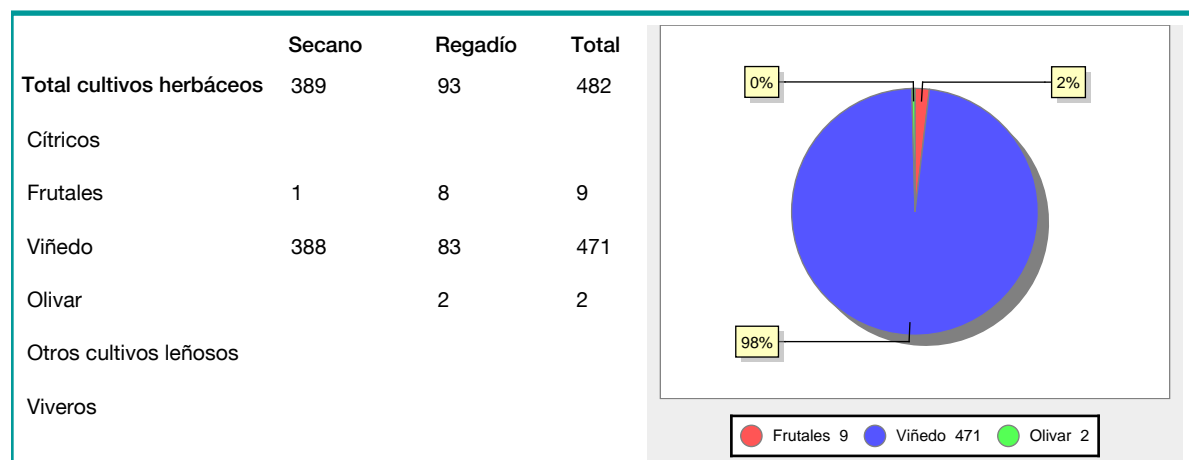 Secano Regadío Total
Total cultivos herbáceos 389 93 482
Cítricos
Frutales 1 8 9
Viñedo 388 83 471
Olivar 2 2
Otros cultivos leñosos
Viveros
0% 2%
98%
Frutales 9 Viñedo 471 Olivar 2